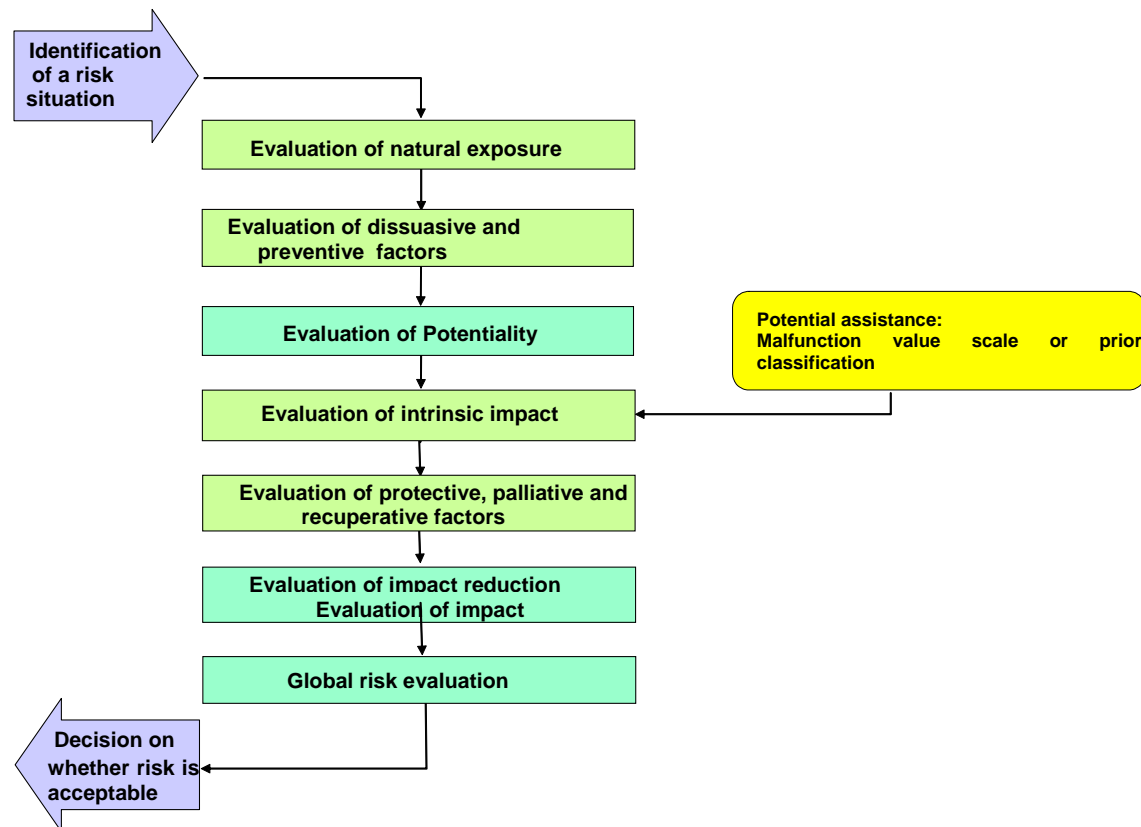 Identification
of a risk
situation
Evaluation of natural exposure
Evaluation of dissuasive and
preventive factors
Evaluation of Potentiality
Potential assistance:
Malfunction value scale or prior
classification
Evaluation of intrinsic impact
Evaluation of protective, palliative and
recuperative factors
Evaluation of impact reduction
Evaluation of impact
Global risk evaluation
Decision on
whether risk is
acceptable